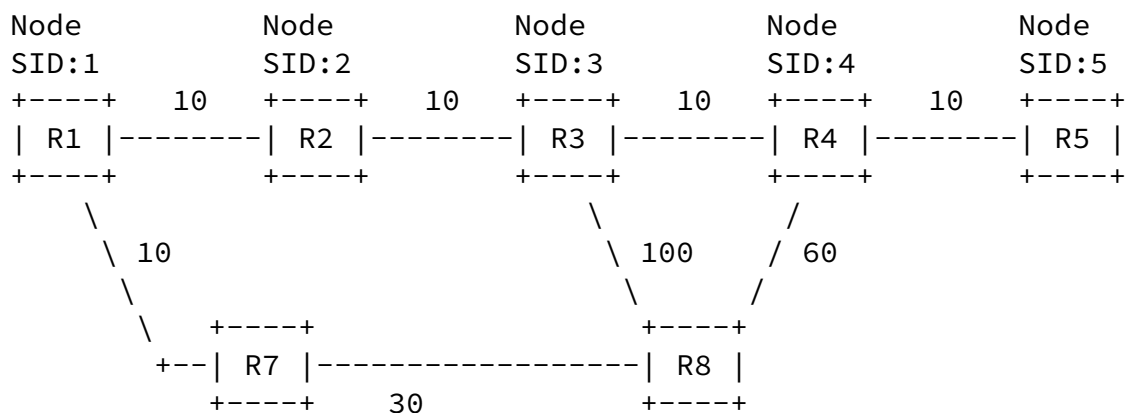 Node Node Node Node Node
SID:1 SID:2 SID:3 SID:4 SID:5
10 10 10 10
R1 R2 R3 R4 R5
10 100 60
R7 R8
30